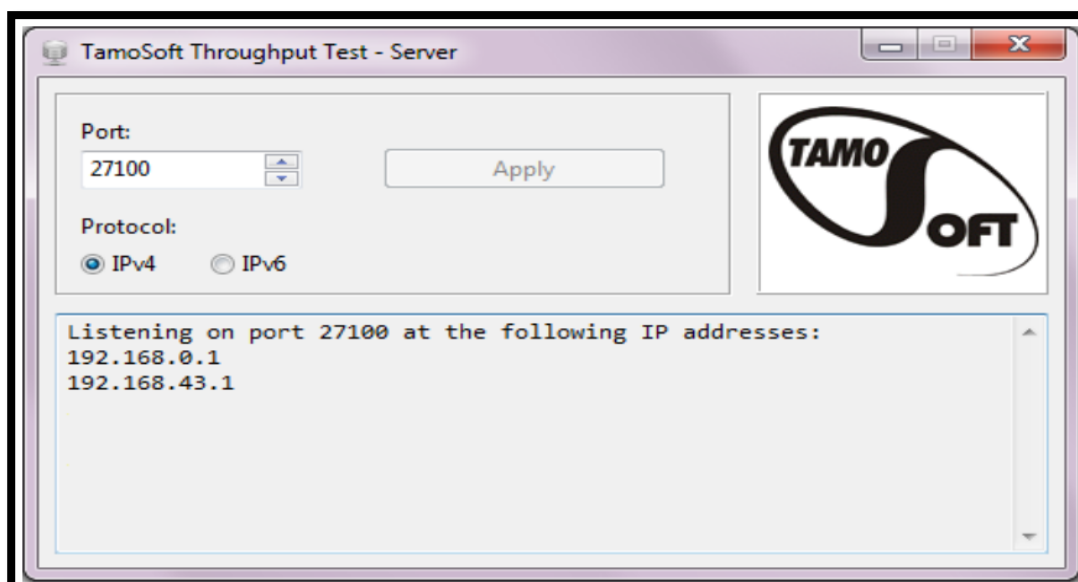 TamoSoft Throughput Test - Server
Port:
27100
Apply
Protocol:
IPv4
IPv6
TAMO
SOFT
Listening on port 27100 at the following IP addresses:
192.168.0.1
192.168.43.1